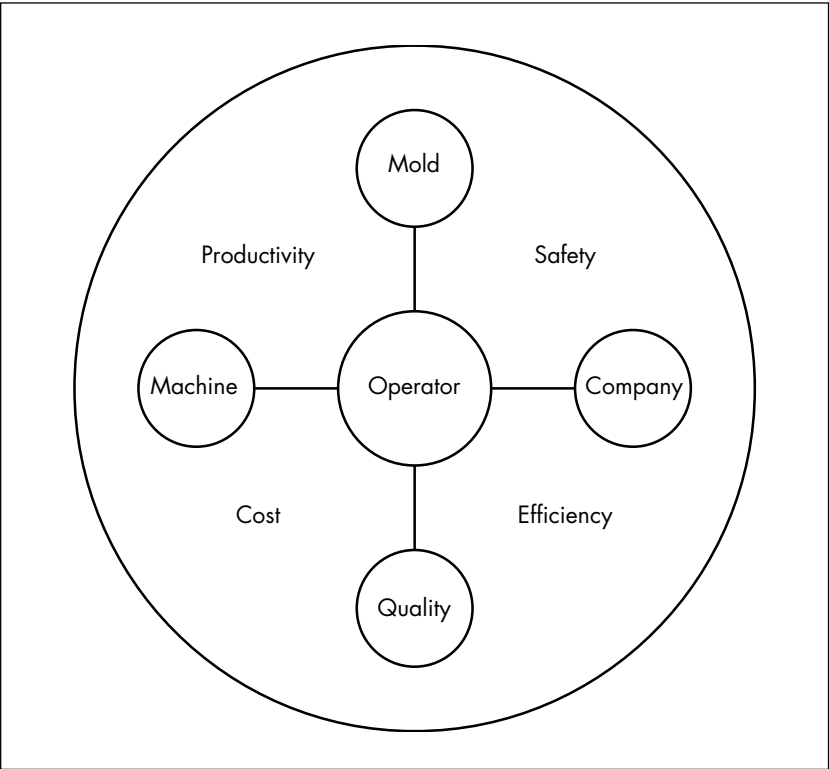 Mold
Productivity
Safety
Machine
Operator
Company
Cost
Efficiency
Quality